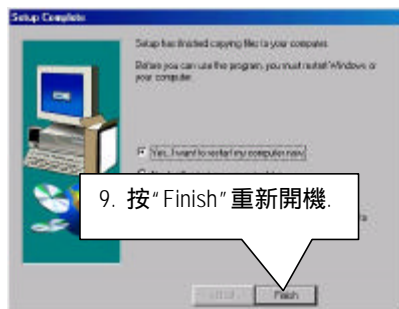 Setup Complete
Setup has finished copying files to your computer.
Before you can use the program, you must restart Windows or
your computer.
Yes, I want to restart my computer now.
9. 按“Finish”重新開機.
Finish